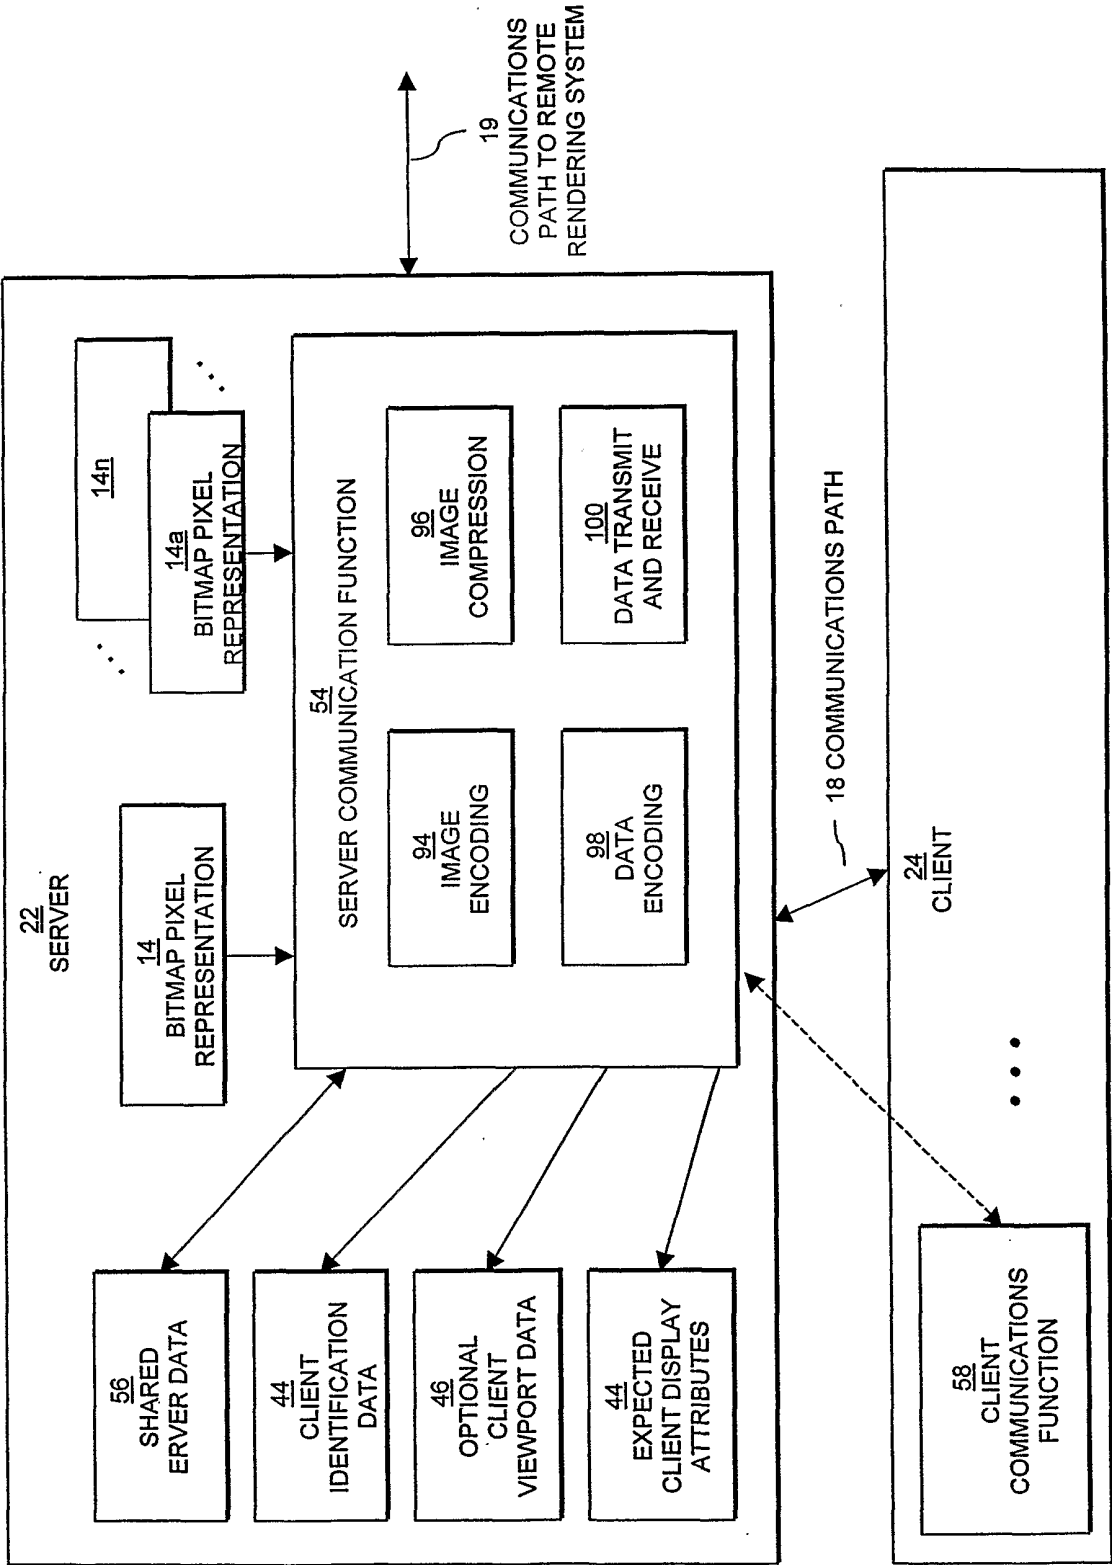 22
SERVER
14
BITMAP PIXEL
REPRESENTATION
14n
14a
BITMAP PIXEL
REPRESENTATION
56
SHARED
ERVER DATA
44
CLIENT
IDENTIFICATION
DATA
46
OPTIONAL
CLIENT
VIEWPORT DATA
44
EXPECTED
CLIENT DISPLAY
ATTRIBUTES
54
SERVER COMMUNICATION FUNCTION
94
IMAGE
ENCODING
96
IMAGE
COMPRESSION
98
DATA
ENCODING
100
DATA TRANSMIT
AND RECEIVE
19
COMMUNICATIONS
PATH TO REMOTE
RENDERING SYSTEM
18 COMMUNICATIONS PATH
24
CLIENT
58
CLIENT
COMMUNICATIONS
FUNCTION